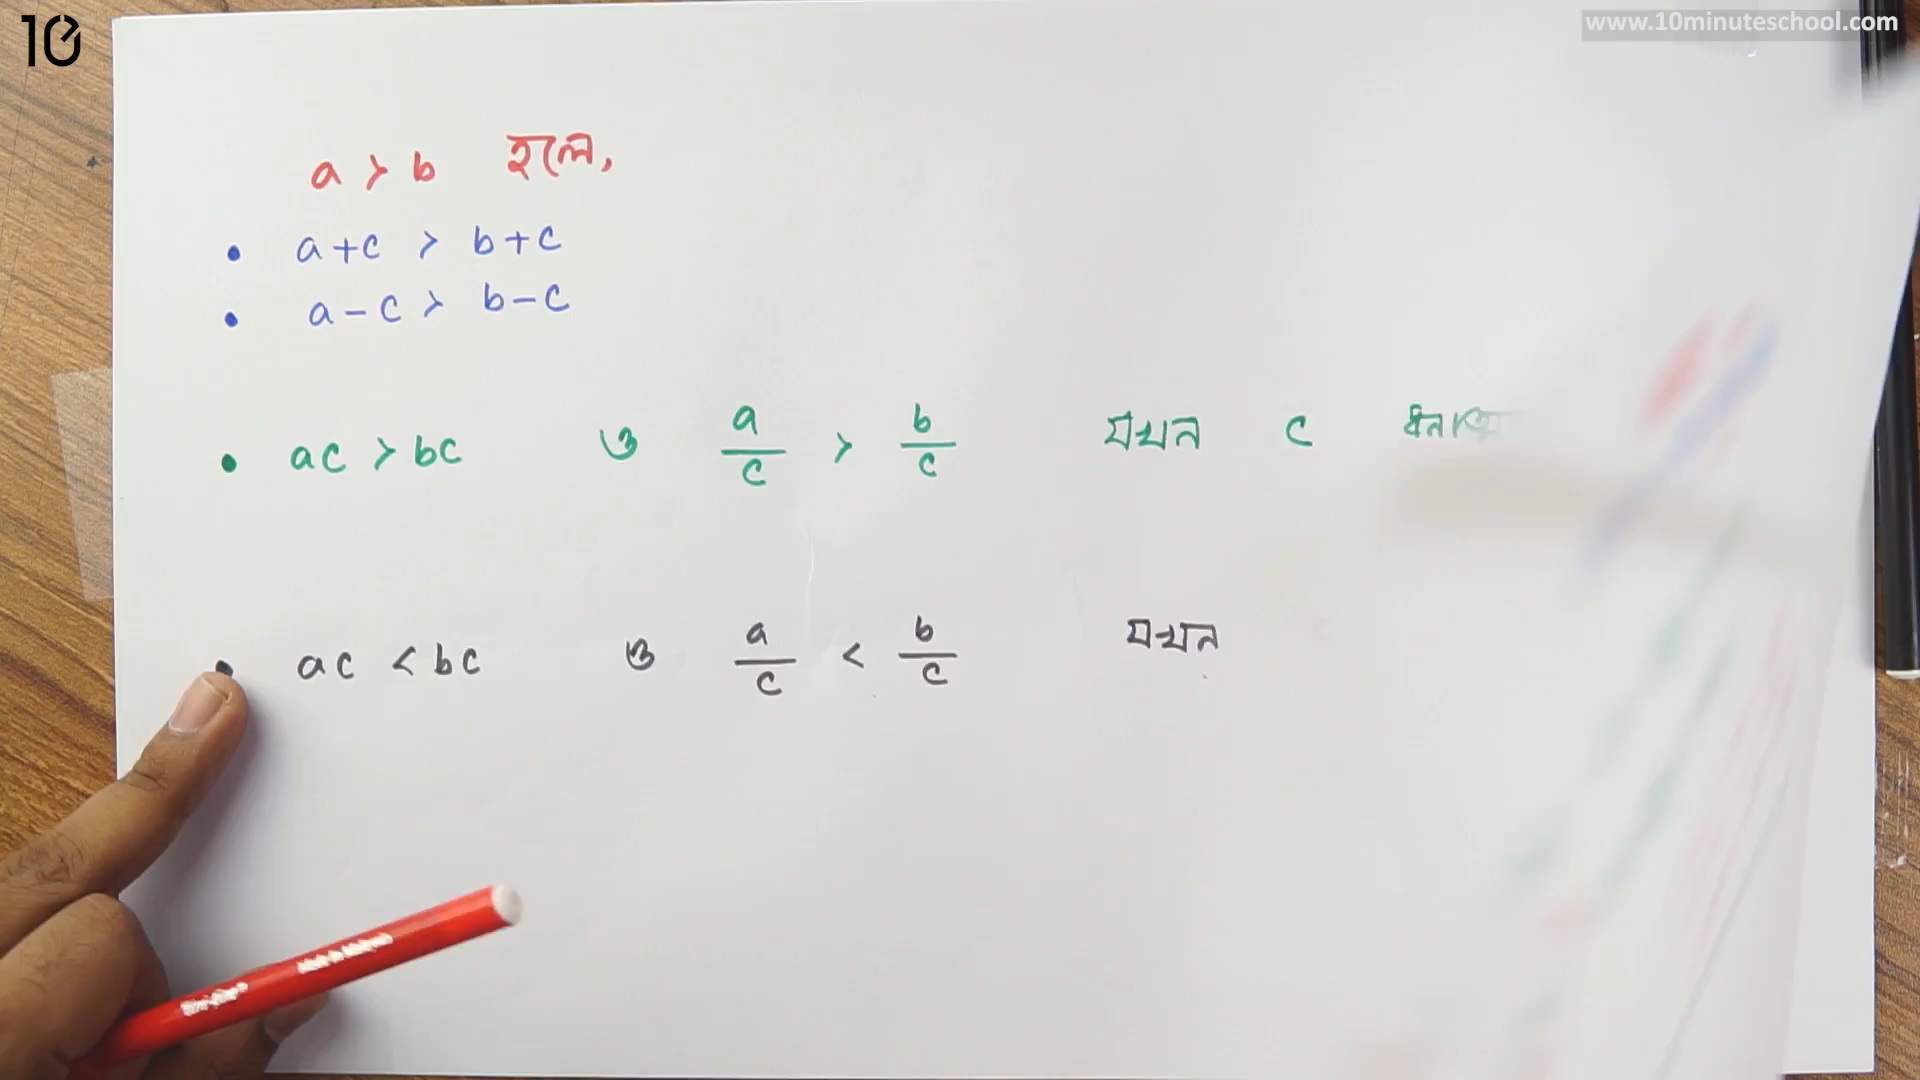 10
www.10minuteschool.com
a > b হলে,
• a+c > b+c
• a-c > b-c
• ac > bc ও a/c > b/c যখন c
• ac < bc ও a/c < b/c যখন